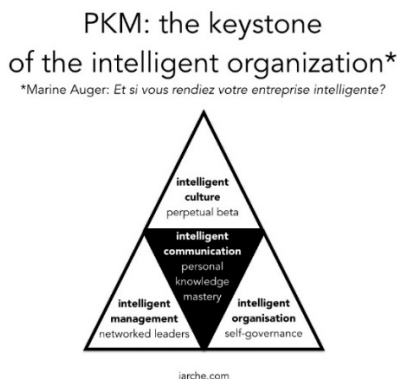 PKM: the keystone
of the intelligent organization*
*Marine Auger: Et si vous rendiez votre entreprise intelligente?
intelligent
culture
perpetual beta
intelligent
communication
personal
knowledge
mastery
intelligent
management
networked leaders
intelligent
organisation
self-governance
jarche.com